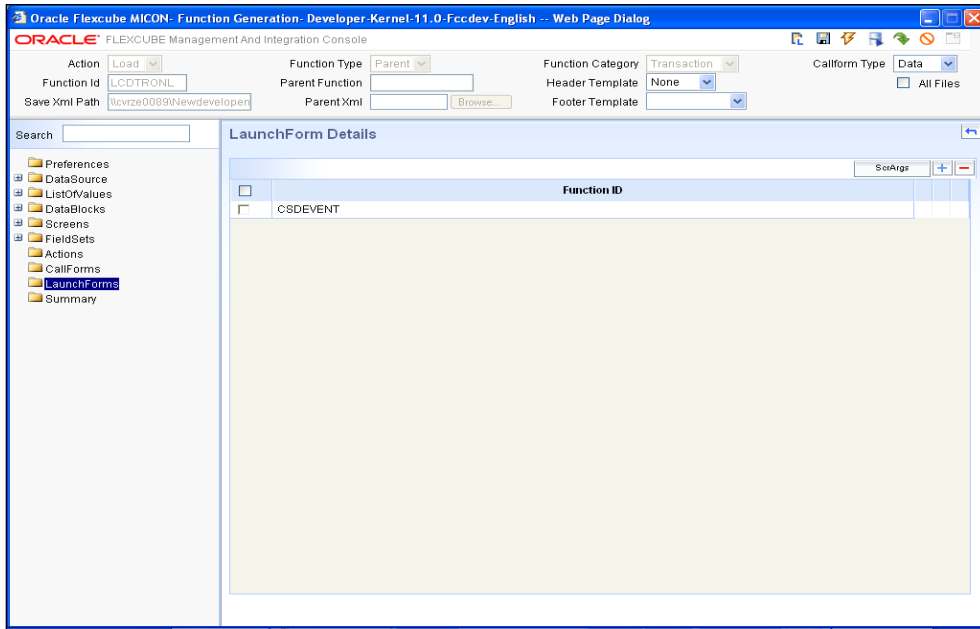 Oracle Flexcube MICON- Function Generation- Developer-Kernel-11.0-Fccdev-English -- Web Page Dialog
ORACLE FLEXCUBE Management And Integration Console
Action Load Function Type Parent Function Category Transaction Callform Type Data
Function Id LCDTRONL Parent Function Header Template None All Files
Save Xml Path \\cvrze0089\Newdevelopen Parent Xml Browse... Footer Template
Search
LaunchForm Details
ScrArgs
Function ID
CSDEVENT
Preferences
DataSource
ListOfValues
DataBlocks
Screens
FieldSets
Actions
CallForms
LaunchForms
Summary